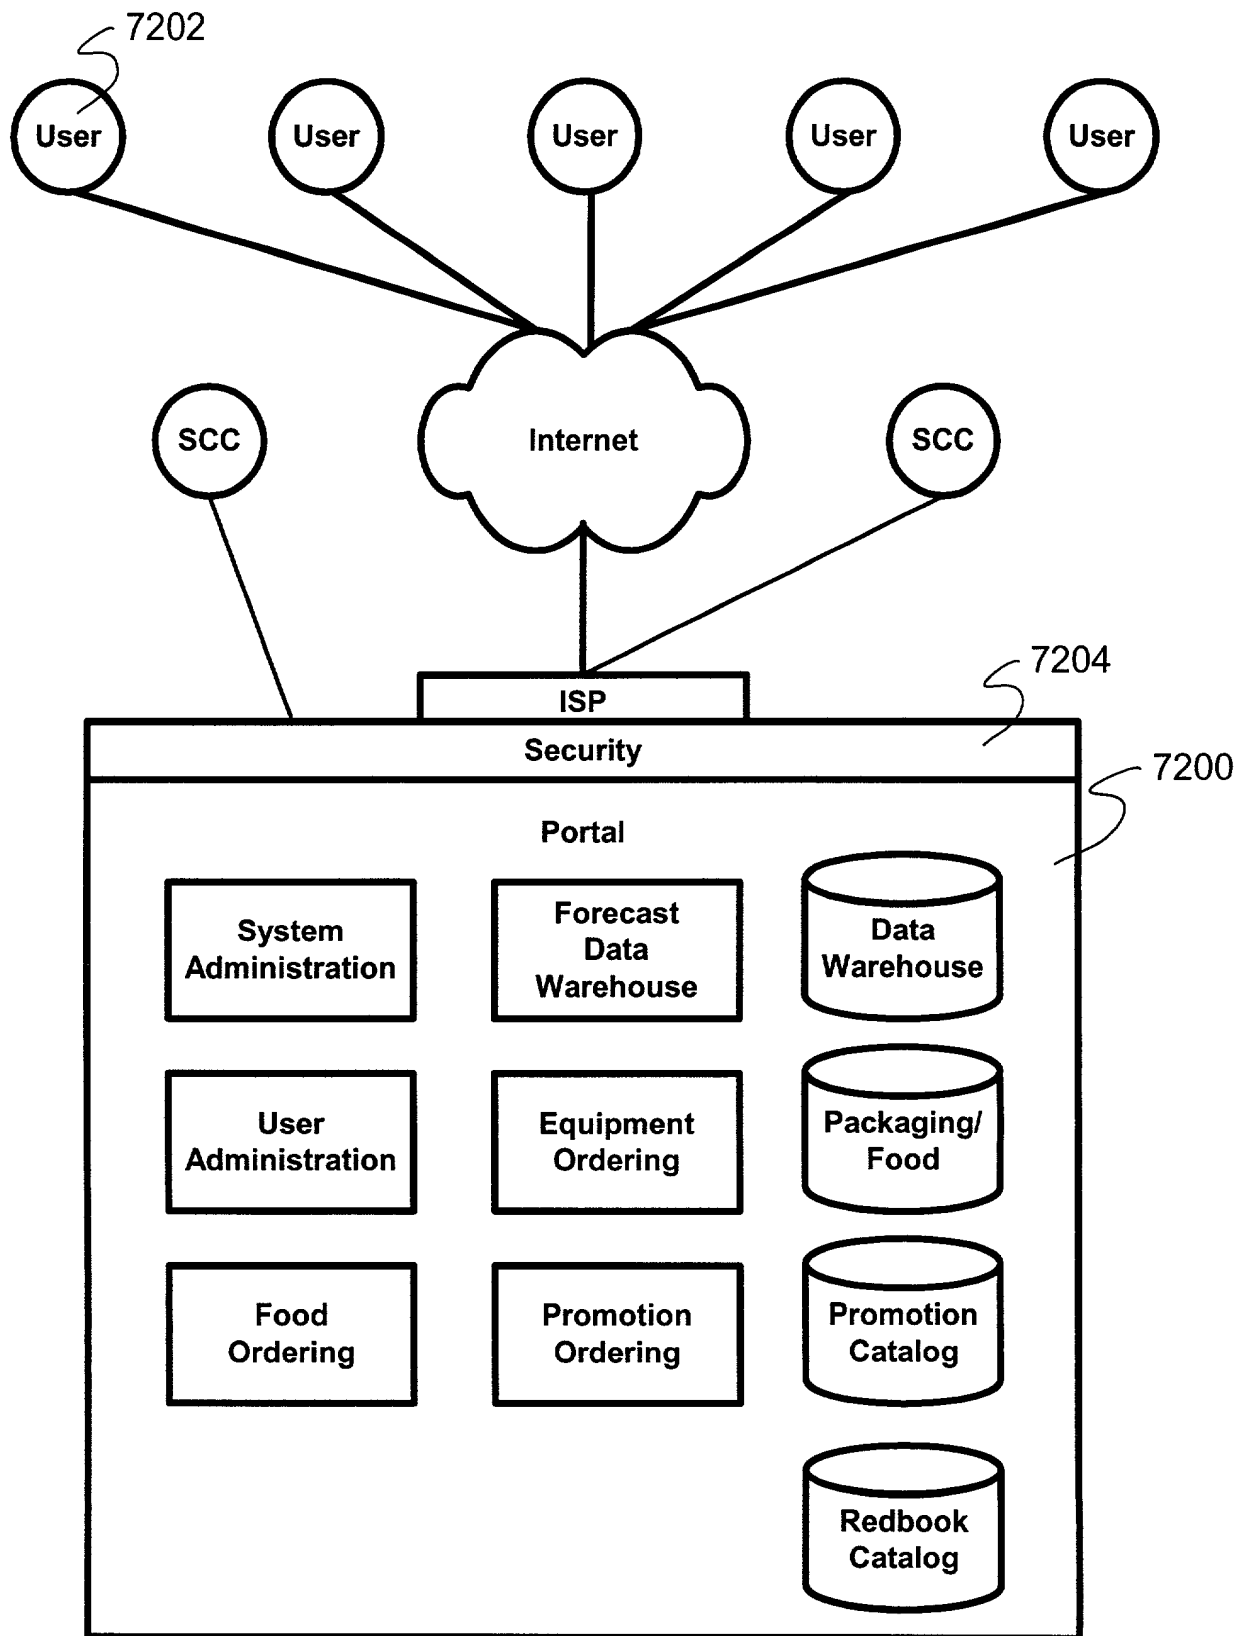 7202
User
User
User
User
User
SCC
Internet
SCC
7204
ISP
Security
7200
Portal
System
Administration
Forecast
Data
Warehouse
Data
Warehouse
User
Administration
Equipment
Ordering
Packaging/
Food
Food
Ordering
Promotion
Ordering
Promotion
Catalog
Redbook
Catalog